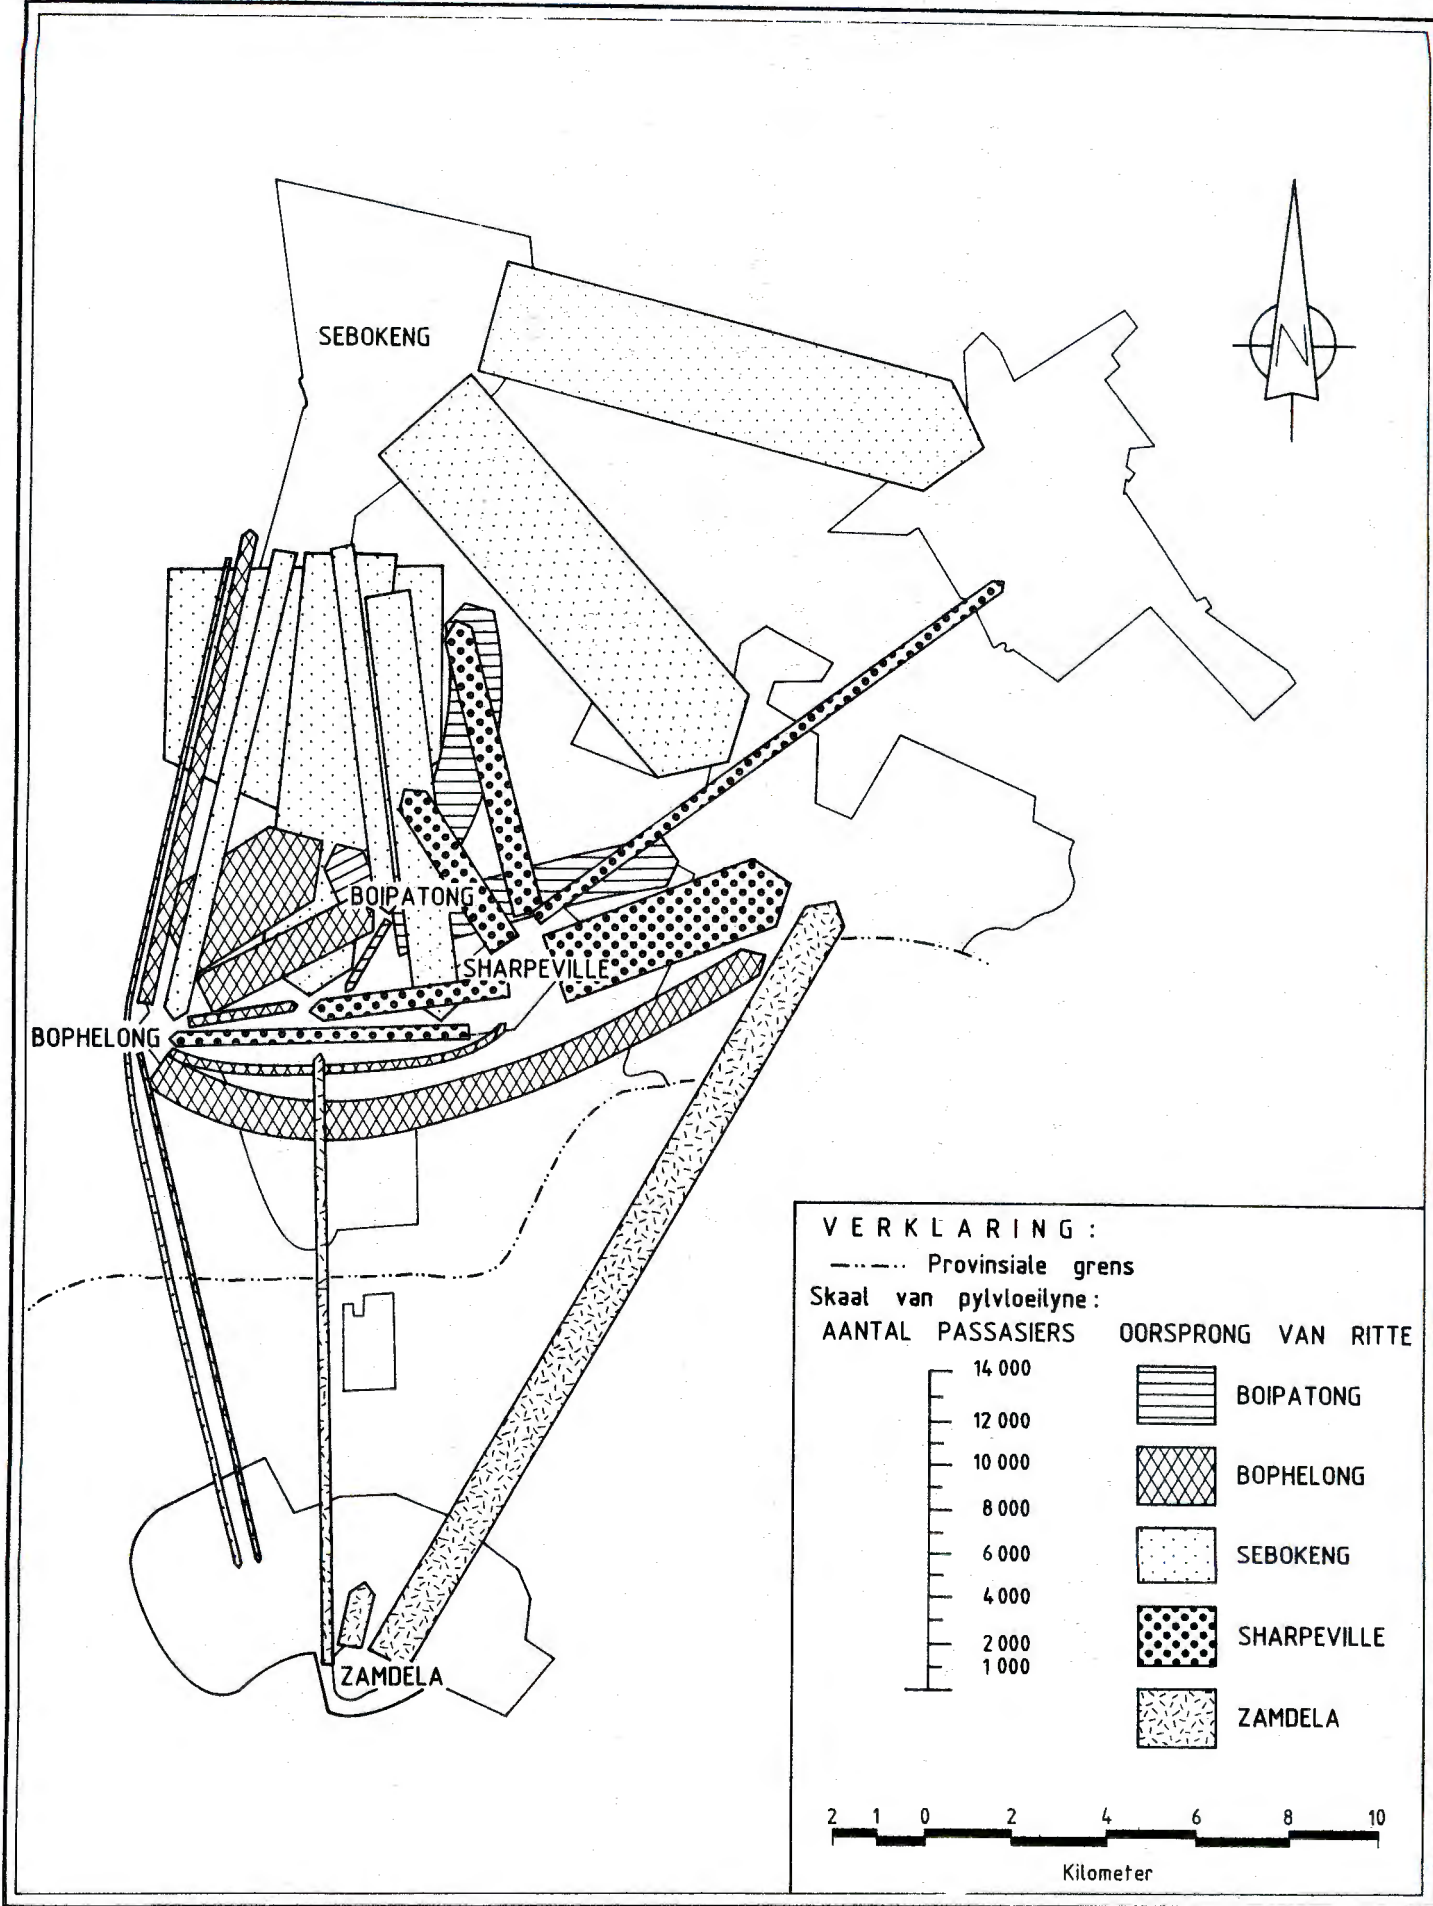 SEBOKENG
N
BOIPATONG
SHARPEVILLE
BOPHELONG
ZAMDELA
VERKLARING:
Provinsiale grens
Skaal van pylvloeilyne:
AANTAL PASSASIERS
14 000
12 000
10 000
8 000
6 000
4 000
2 000
1 000
OORSPRONG VAN RITTE
BOIPATONG
BOPHELONG
SEBOKENG
SHARPEVILLE
ZAMDELA
2 1 0 2 4 6 8 10
Kilometer